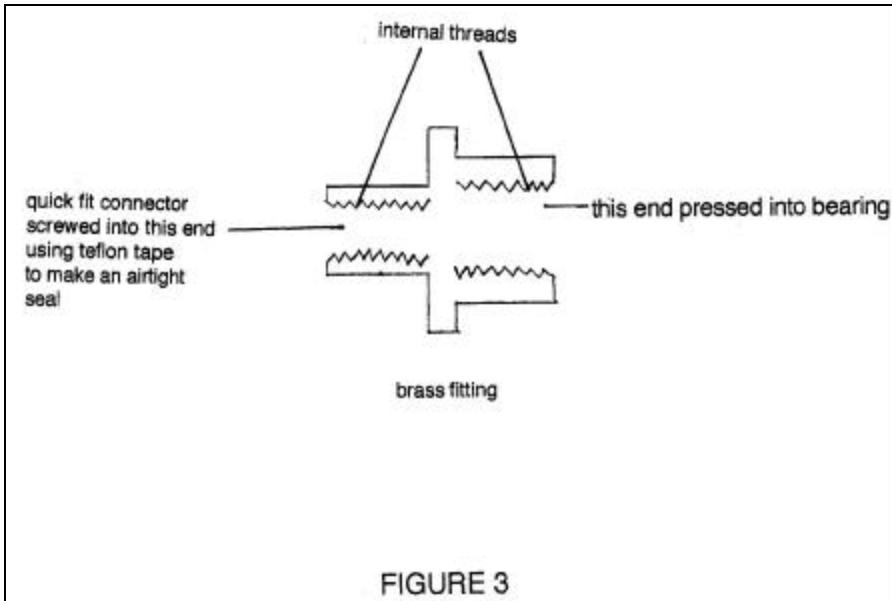 internal threads
quick fit connector
screwed into this end
using teflon tape
to make an airtight
seal
this end pressed into bearing
brass fitting
FIGURE 3